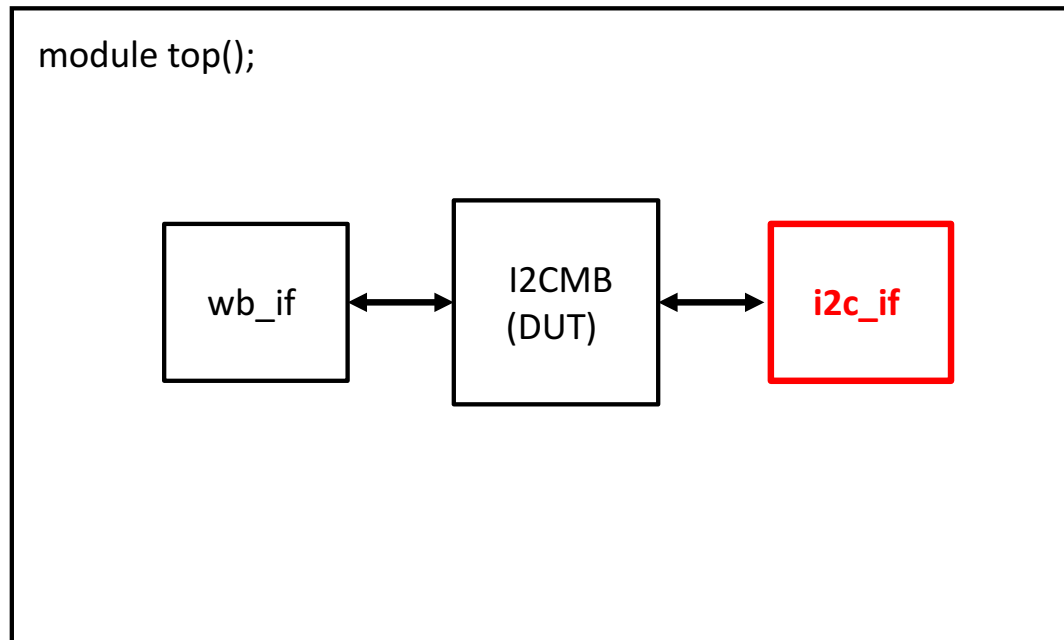 module top();
wb_if
I2CMB
(DUT)
i2c_if